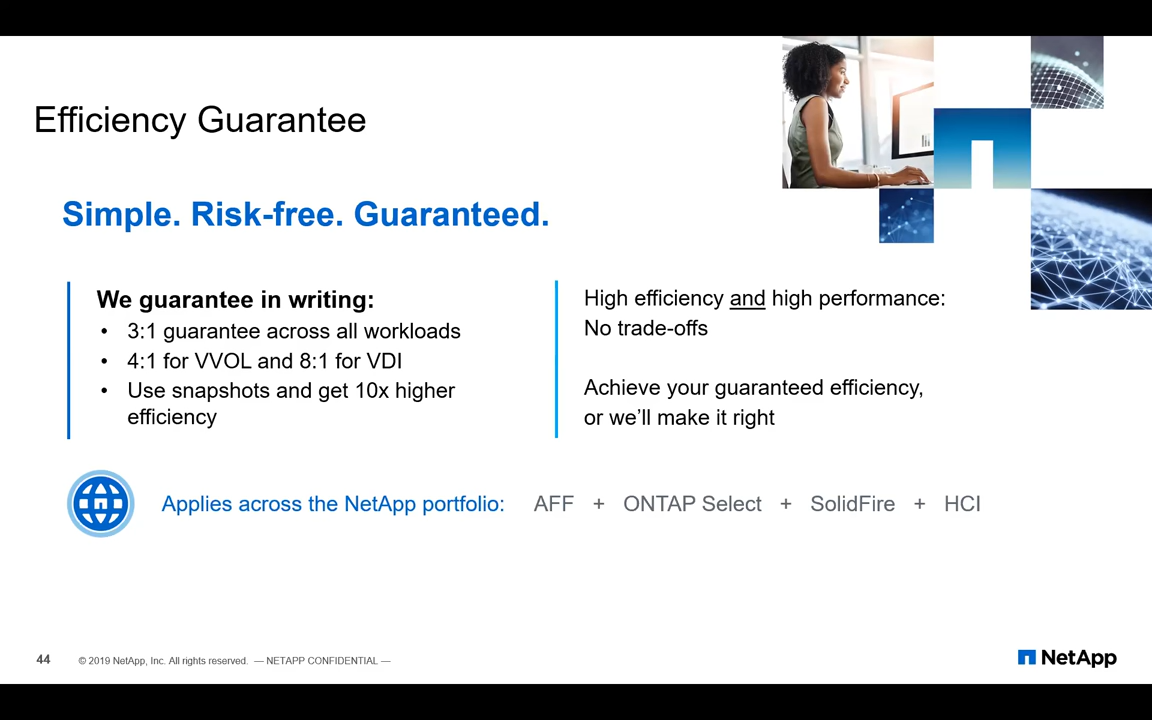 Efficiency Guarantee
Simple. Risk-free. Guaranteed.
We guarantee in writing:
• 3:1 guarantee across all workloads
• 4:1 for VVOL and 8:1 for VDI
• Use snapshots and get 10x higher
efficiency
High efficiency and high performance:
No trade-offs
Achieve your guaranteed efficiency,
or we’ll make it right
Applies across the NetApp portfolio: AFF + ONTAP Select + SolidFire + HCI
44 © 2019 NetApp, Inc. All rights reserved. — NETAPP CONFIDENTIAL —
NetApp